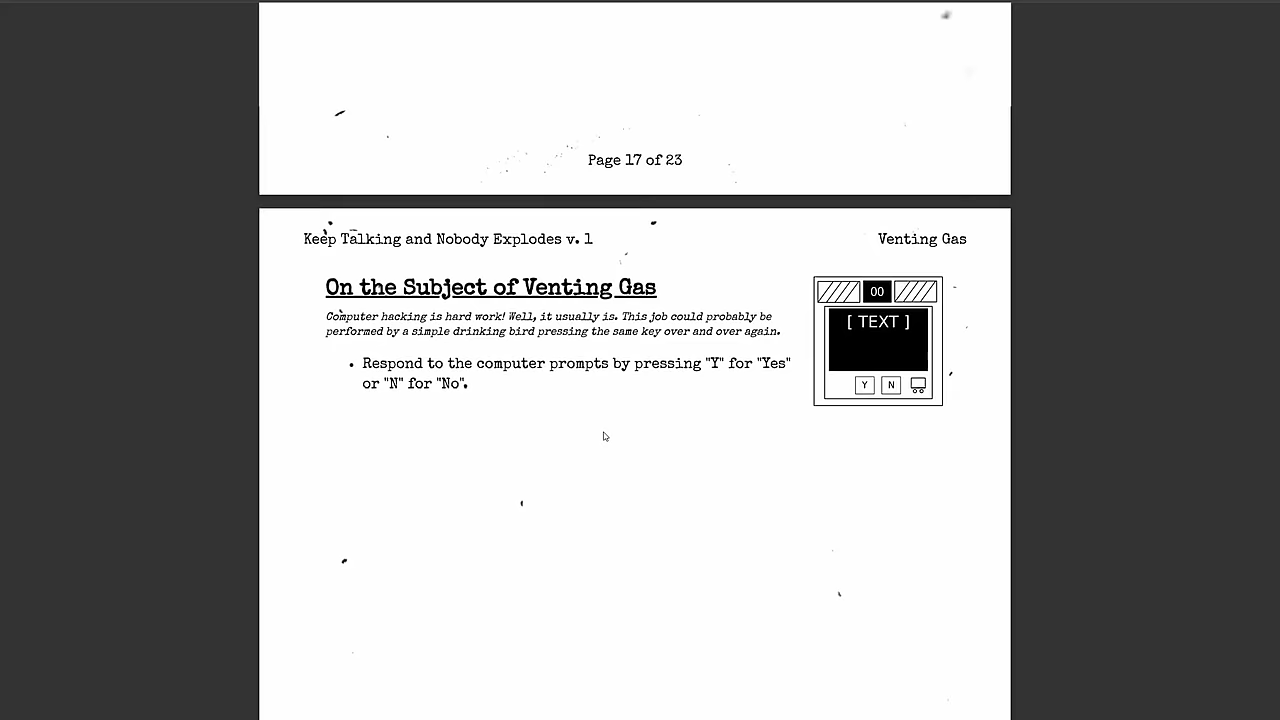 Page 17 of 23
Keep Talking and Nobody Explodes v. 1
Venting Gas
On the Subject of Venting Gas
Computer hacking is hard work! Well, it usually is. This job could probably be
performed by a simple drinking bird pressing the same key over and over again.
• Respond to the computer prompts by pressing "Y" for "Yes"
or "N" for "No".
00
[ TEXT ]
Y N